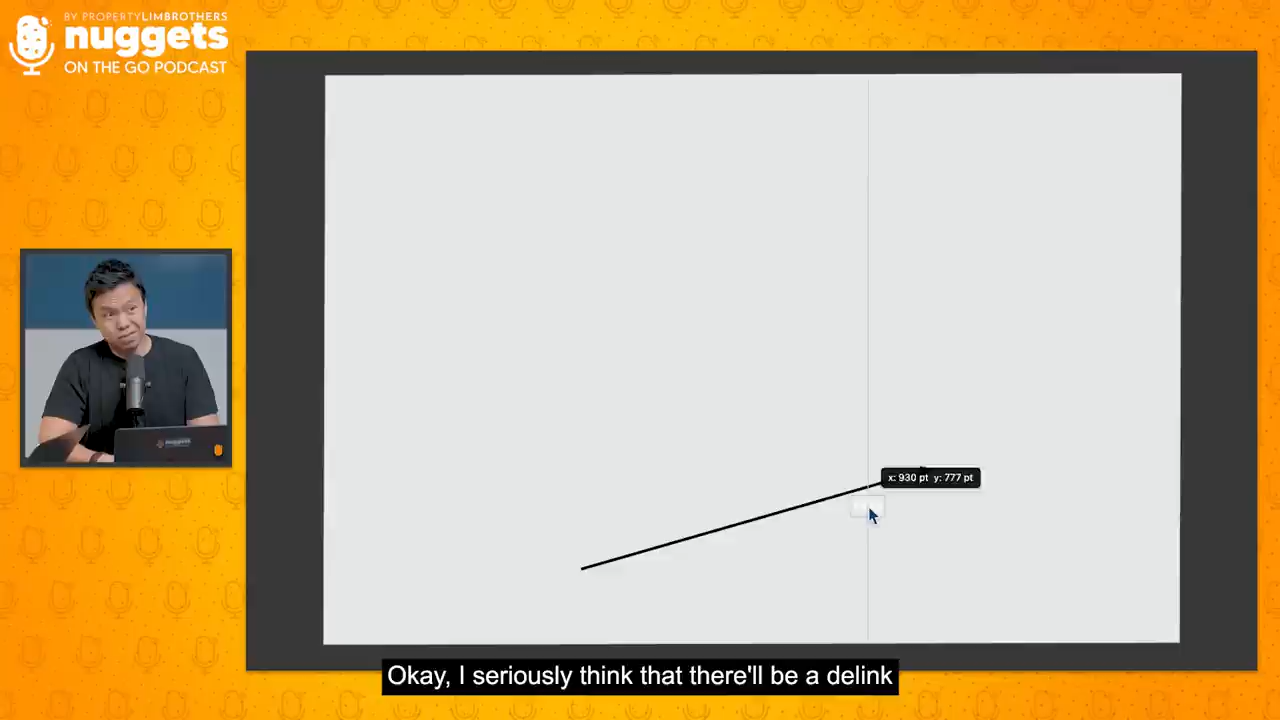 BY PROPERTYLIMBROTHERS
nuggets
ON THE GO PODCAST
x: 930 pt y: 777 pt
nuggets
Okay, I seriously think that there'll be a delink